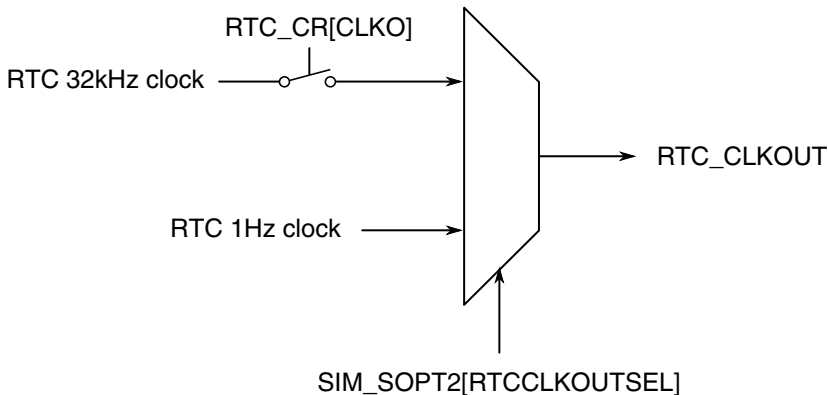 RTC_CR[CLKO]
RTC 32kHz clock
RTC_CLKOUT
RTC 1Hz clock
SIM_SOPT2[RTCCLKOUTSEL]